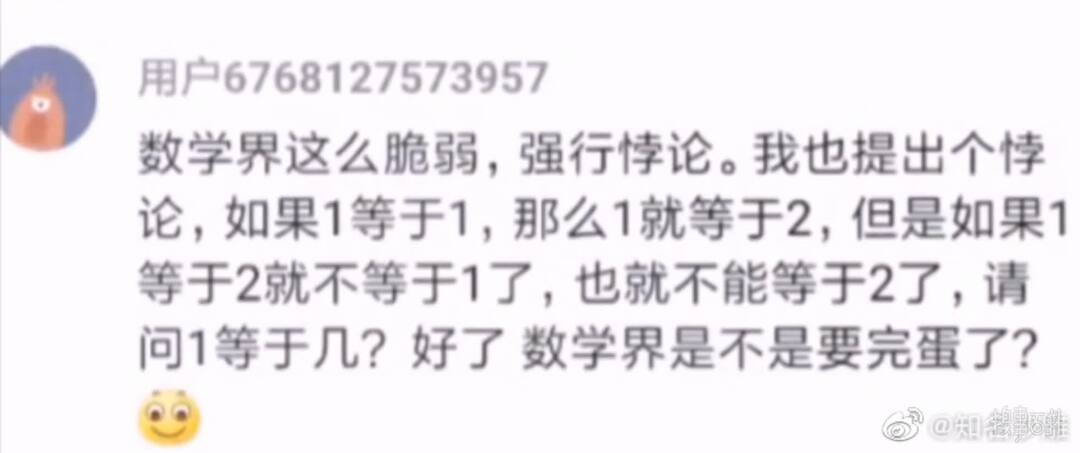 用户6768127573957
数学界这么脆弱，强行悖论。我也提出个悖
论，如果1等于1，那么1就等于2，但是如果1
等于2就不等于1了，也就不能等于2了，请
问1等于几？好了 数学界是不是要完蛋了？